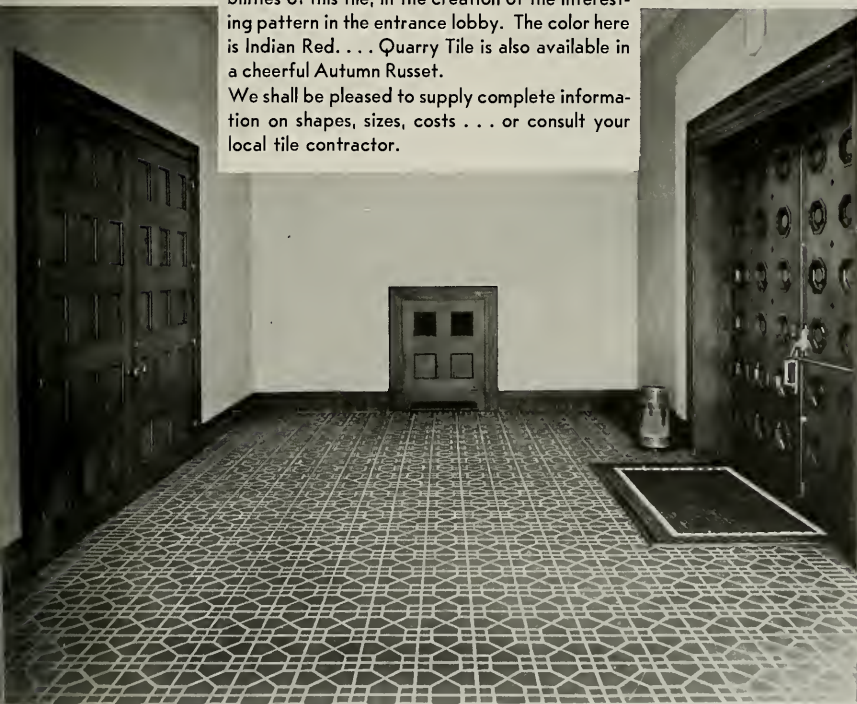 bilities of this tile, in the creation of the interest-
ing pattern in the entrance lobby. The color here
is Indian Red. . . . Quarry Tile is also available in
a cheerful Autumn Russet.
We shall be pleased to supply complete informa-
tion on shapes, sizes, costs . . . or consult your
local tile contractor.